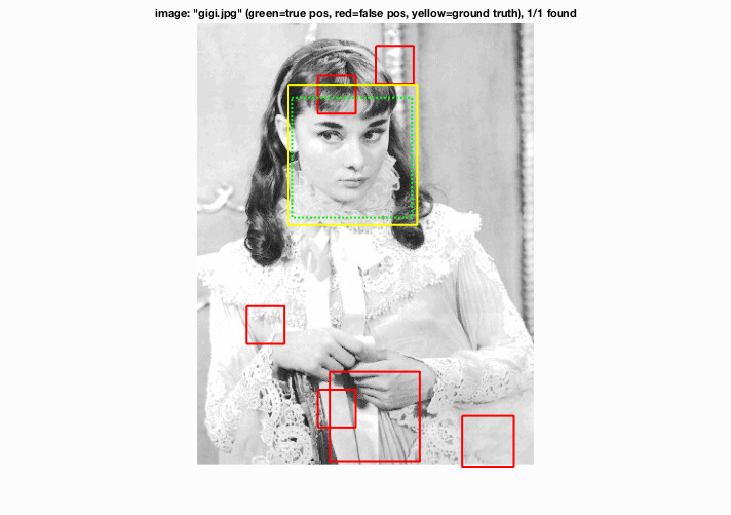 image: "gigi.jpg" (green=true pos, red=false pos, yellow=ground truth), 1/1 found